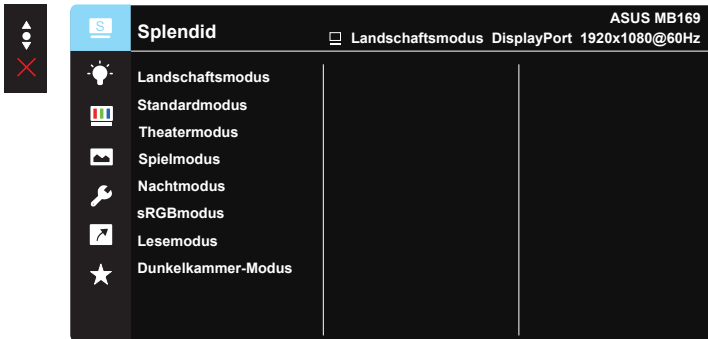 S
Splendid
ASUS MB169
Landschaftsmodus DisplayPort 1920x1080@60Hz
Landschaftsmodus
Standardmodus
Theatermodus
Spielmodus
Nachtmodus
sRGBmodus
Lesemodus
Dunkelkammer-Modus